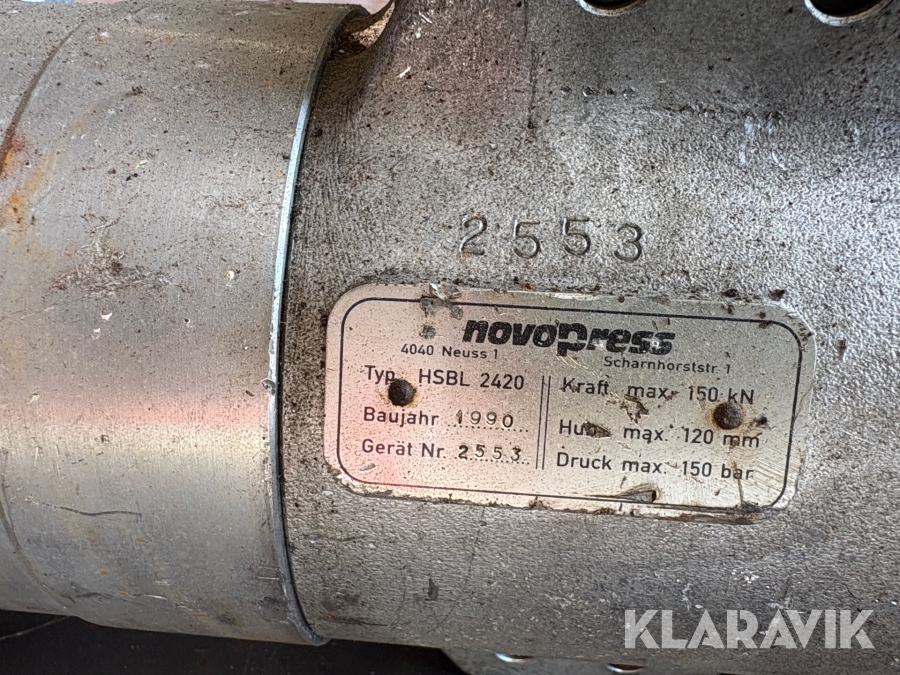 2553
novopress
4040 Neuss 1 Scharnhorststr. 1
Typ HSBL 2420
Baujahr 1990
Gerät Nr. 2553
Kraft max. 150 kN
Hub max. 120 mm
Druck max. 150 bar
KLARAVIK